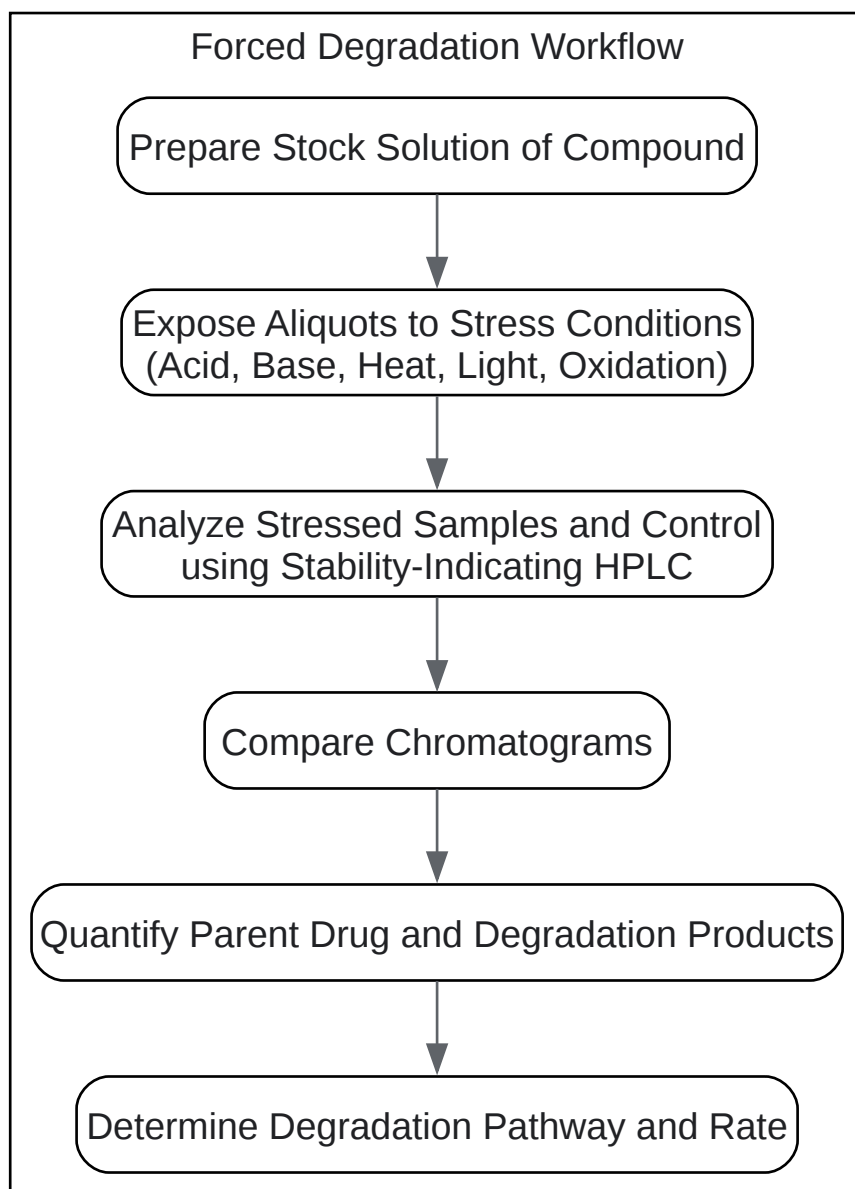 Forced Degradation Workflow
Prepare Stock Solution of Compound
Expose Aliquots to Stress Conditions
(Acid, Base, Heat, Light, Oxidation)
Analyze Stressed Samples and Control
using Stability-Indicating HPLC
Compare Chromatograms
Quantify Parent Drug and Degradation Products
Determine Degradation Pathway and Rate